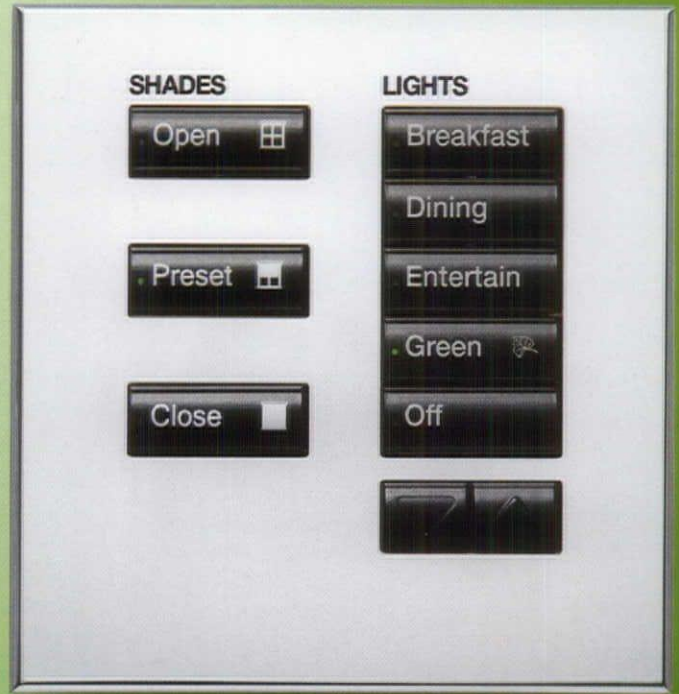 SHADES
Open
Preset
Close
LIGHTS
Breakfast
Dining
Entertain
Green
Off